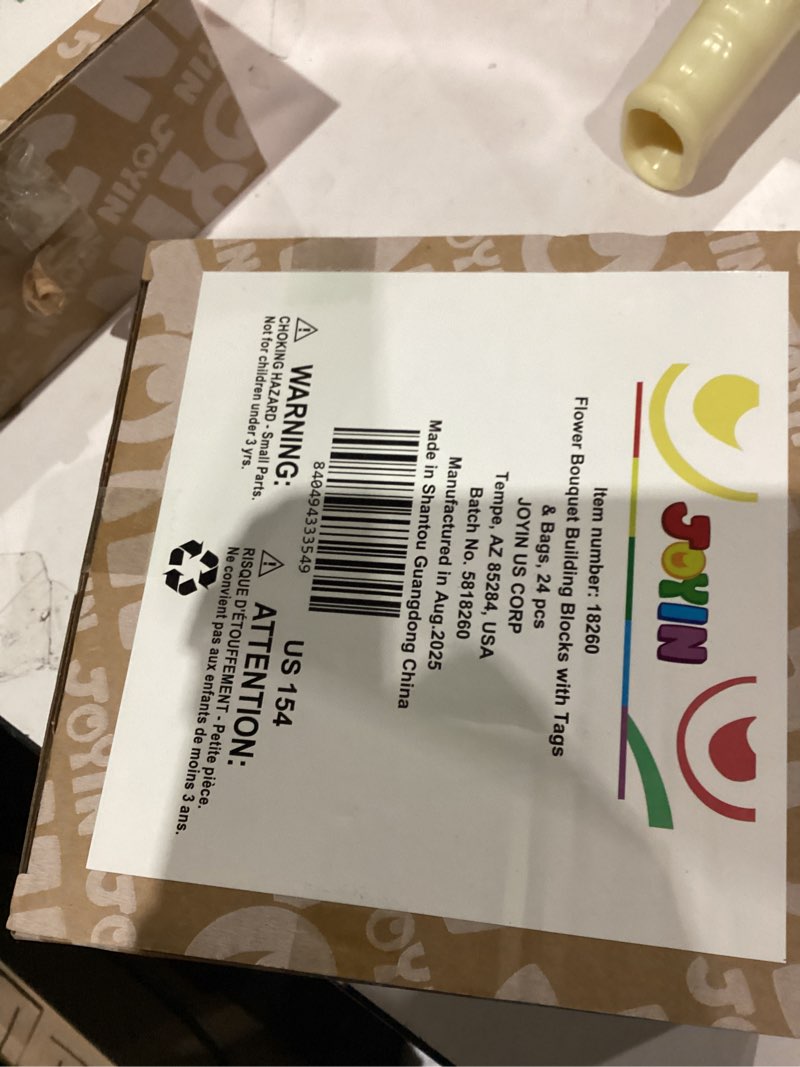 JOYIN
Item number: 18260
Flower Bouquet Building Blocks with Tags
& Bags, 24 pcs
JOYIN US CORP
Tempe, AZ 85284, USA
Batch No. 5818260
Manufactured in Aug.2025
Made in Shantou Guangdong China
840494333549
US 154
WARNING:
CHOKING HAZARD - Small Parts.
Not for children under 3 yrs.
ATTENTION:
RISQUE D'ÉTOUFFEMENT - Petite pièce.
Ne convient pas aux enfants de moins 3 ans.
JOYIN
JOYIN